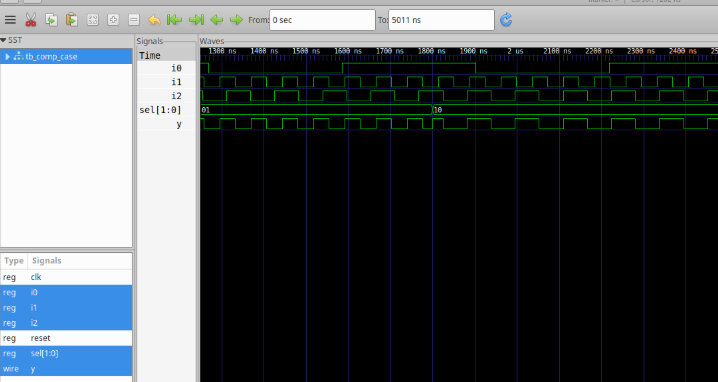 From: 0 sec To: 5011 ns
SST Signals Waves
tb_comp_case
Time 1300 ns 1400 ns 1500 ns 1600 ns 1700 ns 1800 ns 1900 ns 2 us 2100 ns 2200 ns 2300 ns 2400 ns
i0
i1
i2
sel[1:0] 01 10
y
Type Signals
reg clk
reg i0
reg i1
reg i2
reg reset
reg sel[1:0]
wire y